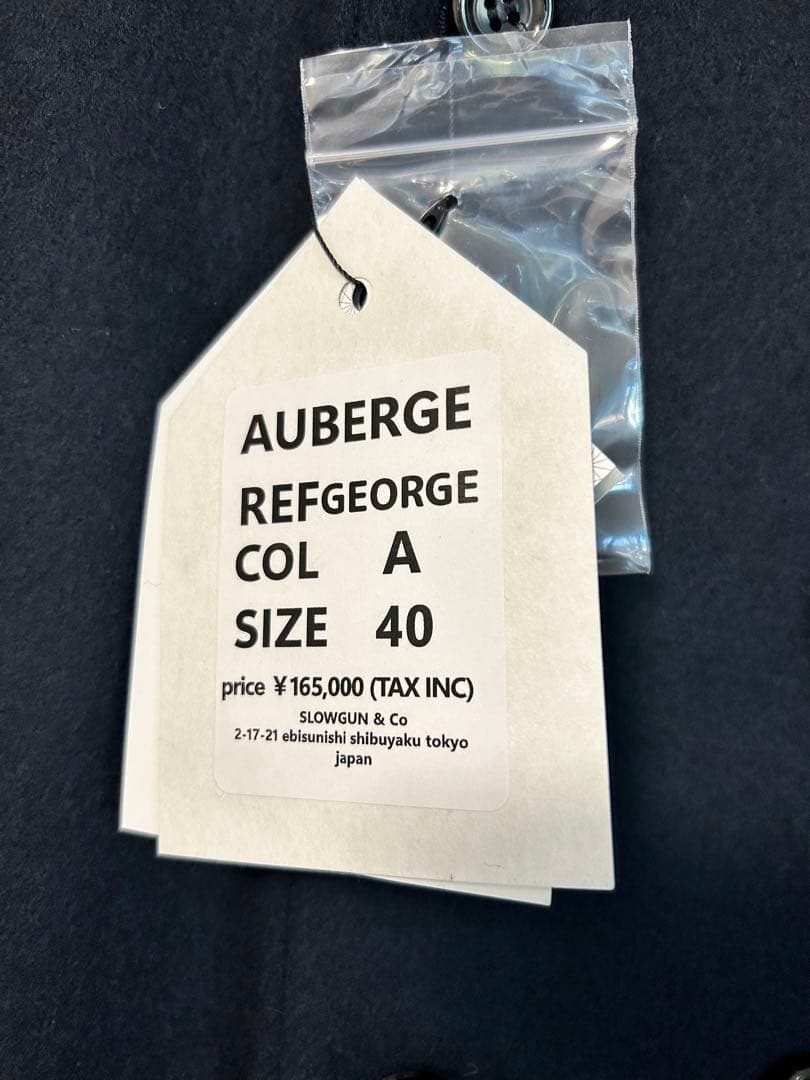 AUBERGE
REFGEORGE
COL A
SIZE 40
price ¥165,000 (TAX INC)
SLOWGUN & Co
2-17-21 ebisunishi shibuyaku tokyo
japan